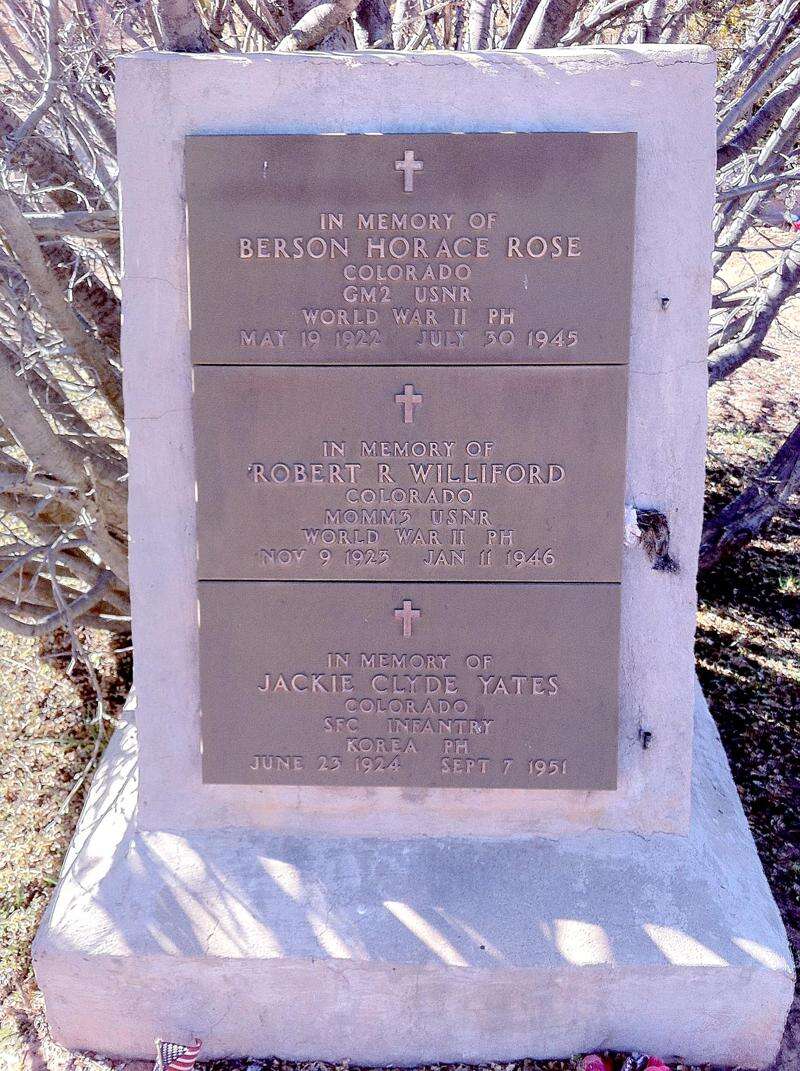 IN MEMORY OF
BERSON HORACE ROSE
COLORADO
GM2 USNR
WORLD WAR II PH
MAY 19 1922 JULY 30 1945
IN MEMORY OF
ROBERT R WILLIFORD
COLORADO
MOMM3 USNR
WORLD WAR II PH
NOV 9 1923 JAN 11 1946
IN MEMORY OF
JACKIE CLYDE YATES
COLORADO
SFC INFANTRY
KOREA PH
JUNE 23 1924 SEPT 7 1951